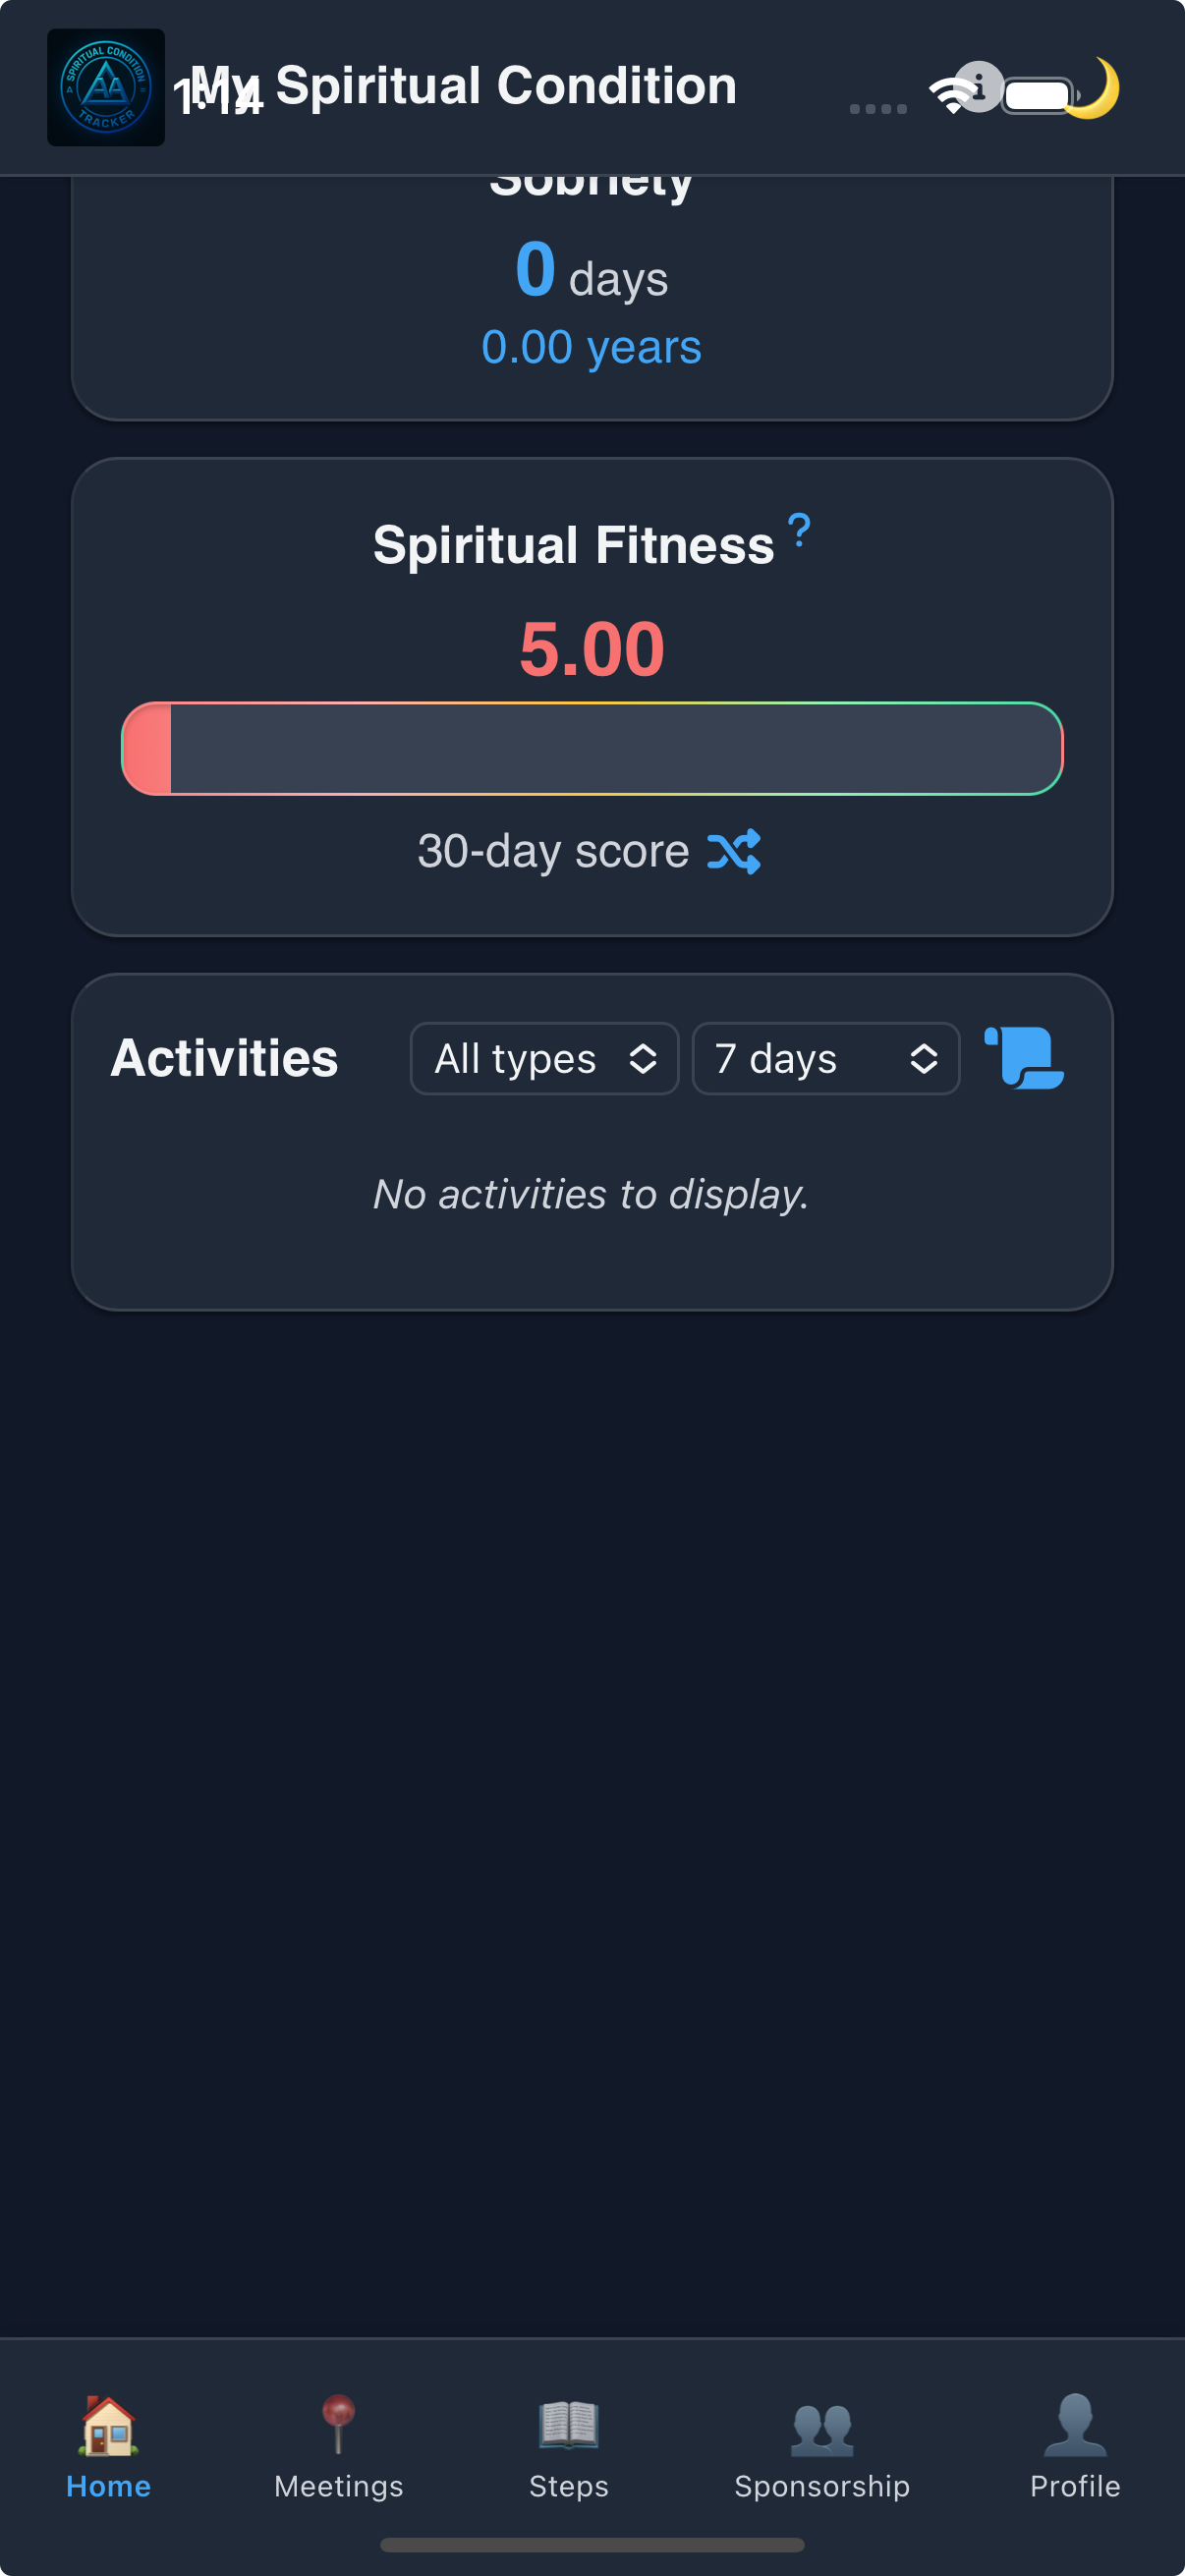 SPIRITUAL CONDITION
A AA R
TRACKER
1:14
My Spiritual Condition
Sobriety
0 days
0.00 years
Spiritual Fitness ?
5.00
30-day score
Activities All types 7 days
No activities to display.
Home Meetings Steps Sponsorship Profile